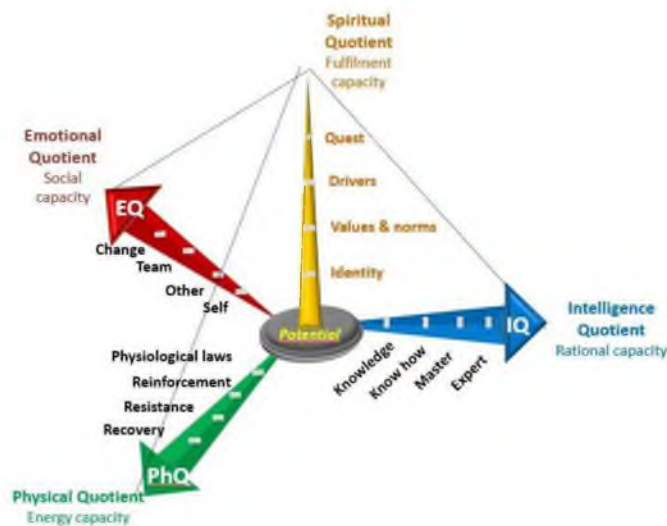 Spiritual
Quotient
Fulfilment
capacity
Quest
Drivers
Values & norms
Identity
Emotional
Quotient
Social
capacity
EQ
Change
Team
Other
Self
Potential
IQ
Knowledge
Know how
Master
Expert
Intelligence
Quotient
Rational capacity
Physiological laws
Reinforcement
Resistance
Recovery
PhQ
Physical Quotient
Energy capacity